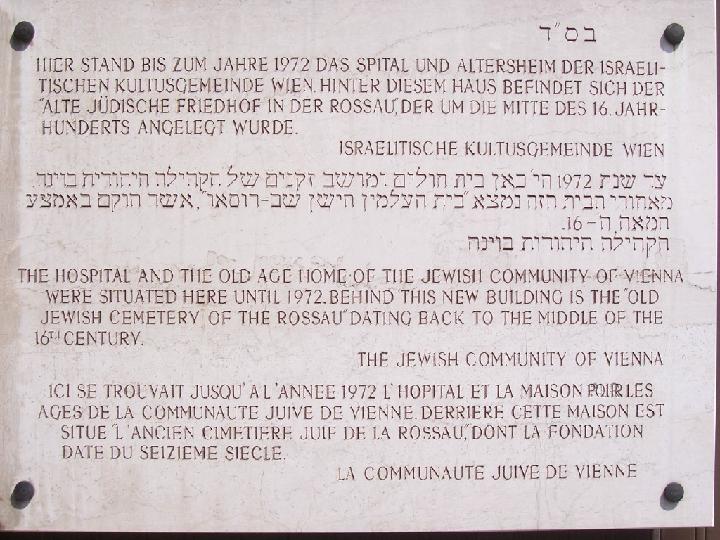 בס״ד
HIER STAND BIS ZUM JAHRE 1972 DAS SPITAL UND ALTERSHEIM DER ISRAELI-
TISCHEN KULTUSGEMEINDE WIEN. HINTER DIESEM HAUS BEFINDET SICH DER
"ALTE JÜDISCHE FRIEDHOF IN DER ROSSAU", DER UM DIE MITTE DES 16. JAHR-
HUNDERTS ANGELEGT WURDE.
ISRAELITISCHE KULTUSGEMEINDE WIEN
עד שנת 1972 הי׳ כאן בית חולים ומושב זקנים של הקהילה היהודית בוינה.
מאחורי הבית הזה נמצא "בית העלמין הישן שב-רוסאו", אשר הוקם באמצע
המאה ה-16.
הקהילה היהודית בוינה
THE HOSPITAL AND THE OLD AGE HOME OF THE JEWISH COMMUNITY OF VIENNA
WERE SITUATED HERE UNTIL 1972. BEHIND THIS NEW BUILDING IS THE "OLD
JEWISH CEMETERY OF THE ROSSAU" DATING BACK TO THE MIDDLE OF THE
16TH CENTURY.
THE JEWISH COMMUNITY OF VIENNA
ICI SE TROUVAIT JUSQU'A L'ANNEE 1972 L'HOPITAL ET LA MAISON POUR LES
AGES DE LA COMMUNAUTE JUIVE DE VIENNE. DERRIERE CETTE MAISON EST
SITUE "L'ANCIEN CIMETIERE JUIF DE LA ROSSAU", DONT LA FONDATION
DATE DU SEIZIEME SIECLE.
LA COMMUNAUTE JUIVE DE VIENNE